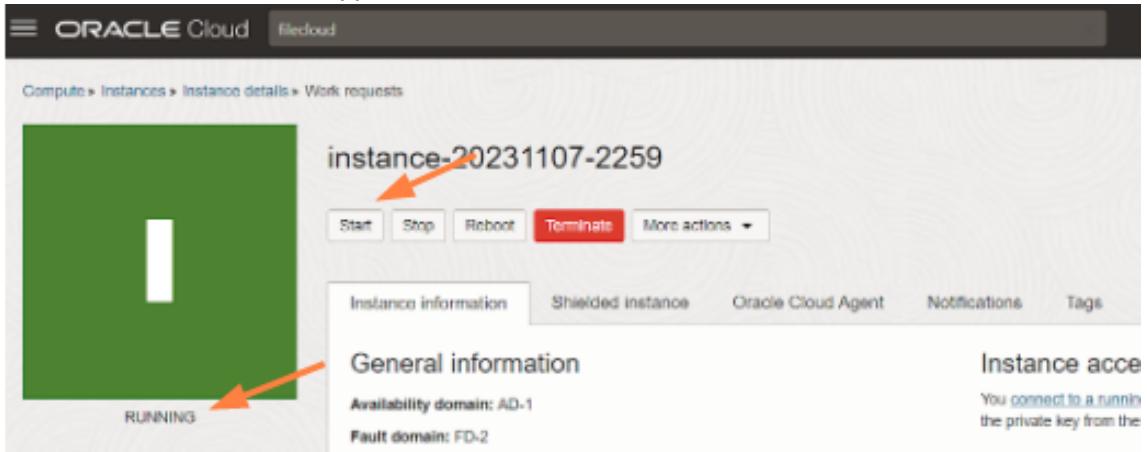 ORACLE Cloud
filecloud
Compute » Instances » Instance details » Work requests
instance-20231107-2259
Start Stop Reboot Terminate More actions
Instance information Shielded instance Oracle Cloud Agent Notifications Tags
General information
Availability domain: AD-1
Fault domain: FD-2
RUNNING
Instance acce
You connect to a running
the private key from the